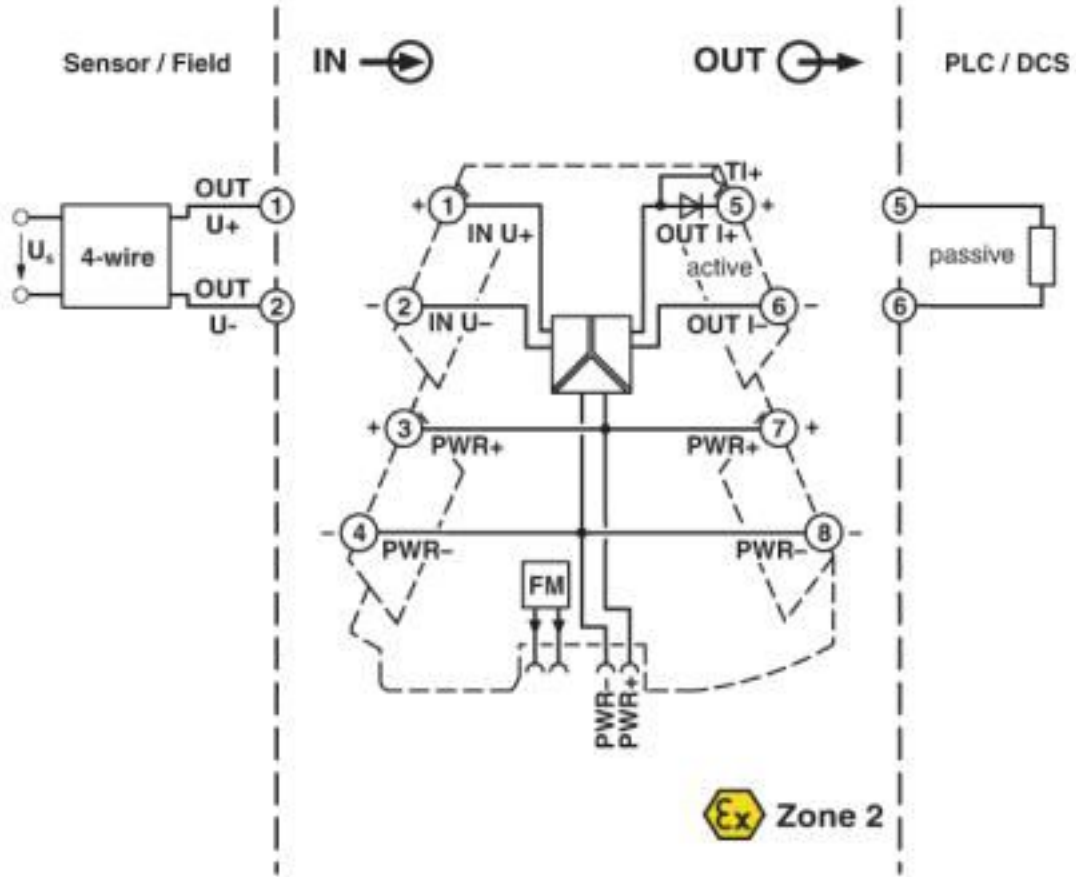 Sensor / Field
IN
OUT
PLC / DCS
TI+
OUT
1
U+
+ 1
5 +
5
IN U+
OUT I+
Us
4-wire
active
passive
OUT
2
U-
- 2
6 -
6
IN U–
OUT I–
+ 3
7 +
PWR+
PWR+
- 4
8 -
PWR–
PWR–
FM
PWR–
PWR+
Ex Zone 2